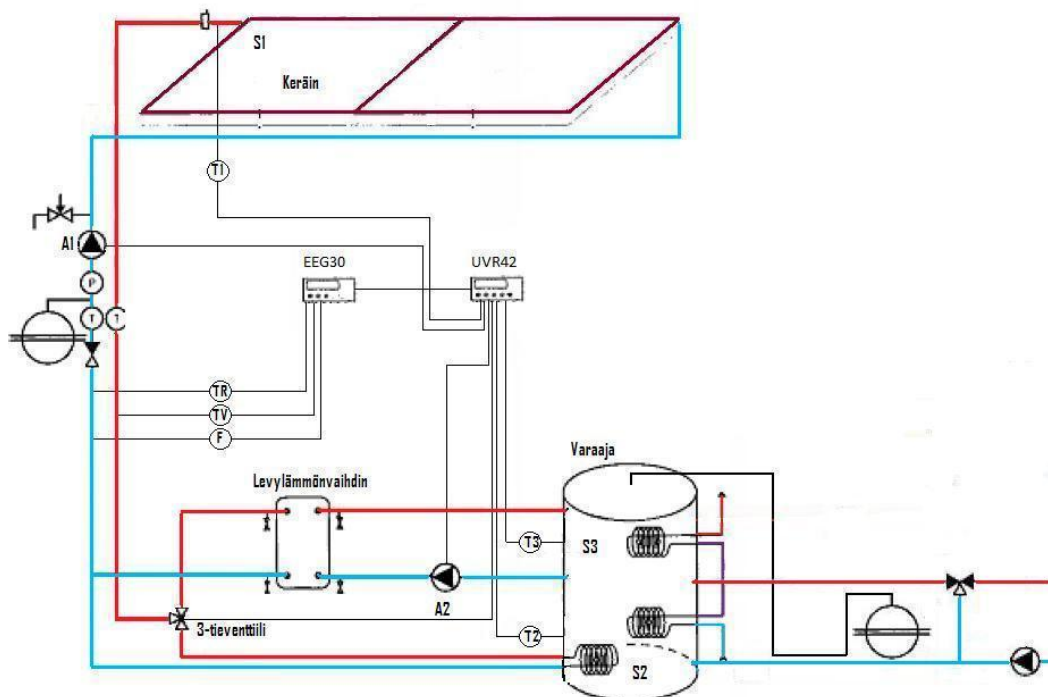 S1
Keräin
T1
A1
EEG30
UVR42
P
T
T
TR
TV
F
Varaaja
Levylämmönvaihdin
T3
S3
A2
3-tieventtiili
T2
S2